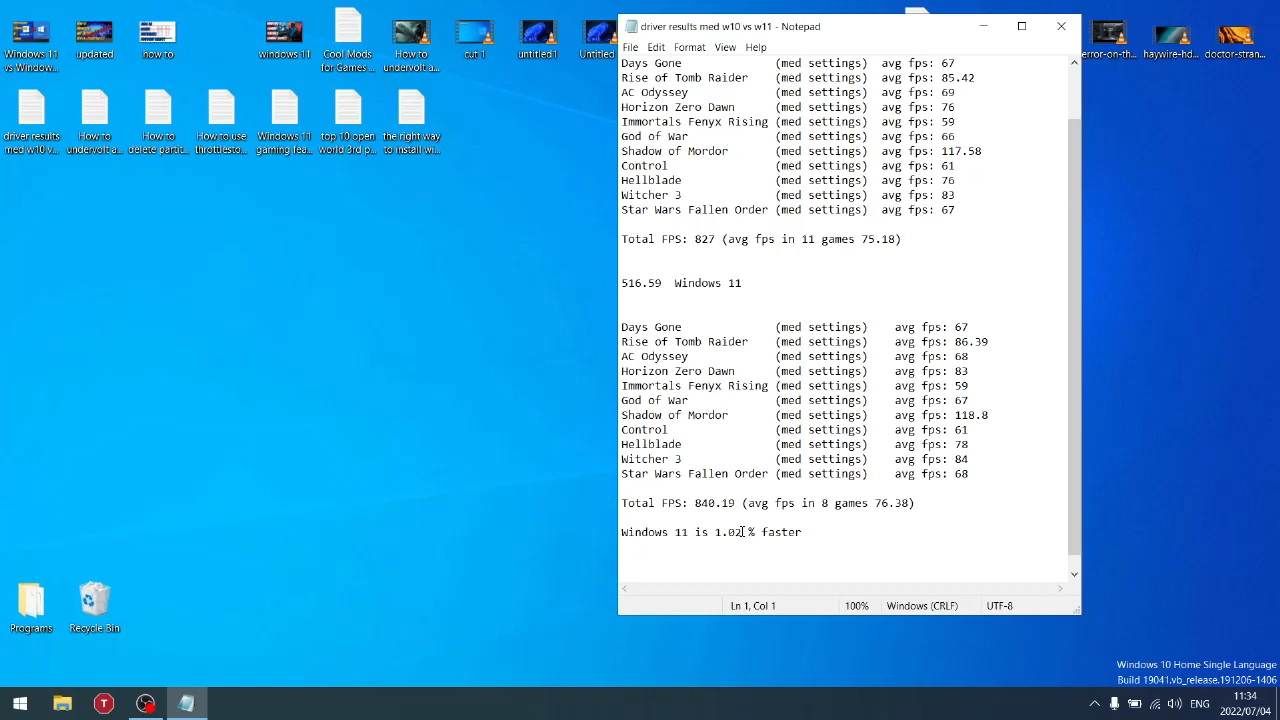 driver results med w10 vs w11 - Notepad
File Edit Format View Help
Days Gone (med settings) avg fps: 67
Rise of Tomb Raider (med settings) avg fps: 85.42
AC Odyssey (med settings) avg fps: 69
Horizon Zero Dawn (med settings) avg fps: 76
Immortals Fenyx Rising (med settings) avg fps: 59
God of War (med settings) avg fps: 66
Shadow of Mordor (med settings) avg fps: 117.58
Control (med settings) avg fps: 61
Hellblade (med settings) avg fps: 76
Witcher 3 (med settings) avg fps: 83
Star Wars Fallen Order (med settings) avg fps: 67
Total FPS: 827 (avg fps in 11 games 75.18)
516.59 Windows 11
Days Gone (med settings) avg fps: 67
Rise of Tomb Raider (med settings) avg fps: 86.39
AC Odyssey (med settings) avg fps: 68
Horizon Zero Dawn (med settings) avg fps: 83
Immortals Fenyx Rising (med settings) avg fps: 59
God of War (med settings) avg fps: 67
Shadow of Mordor (med settings) avg fps: 118.8
Control (med settings) avg fps: 61
Hellblade (med settings) avg fps: 78
Witcher 3 (med settings) avg fps: 84
Star Wars Fallen Order (med settings) avg fps: 68
Total FPS: 840.19 (avg fps in 8 games 76.38)
Windows 11 is 1.02 % faster
Ln 1, Col 1 100% Windows (CRLF) UTF-8
Windows 11
vs Window...
updated
how to
windows 11
Cool Mods
for Games ...
How to
undervolt a...
cut 1
untitled1
Untitled
error-on-th...
haywire-hd...
doctor-stran...
driver results
med w10 v...
How to
undervolt a...
How to
delete partit...
How to use
throttlesto...
Windows 11
gaming fea...
top 10 open
world 3rd p...
the right way
to install wi...
Programs
Recycle Bin
Windows 10 Home Single Language
Build 19041.vb_release.191206-1406
T
ENG
11:34
2022/07/04